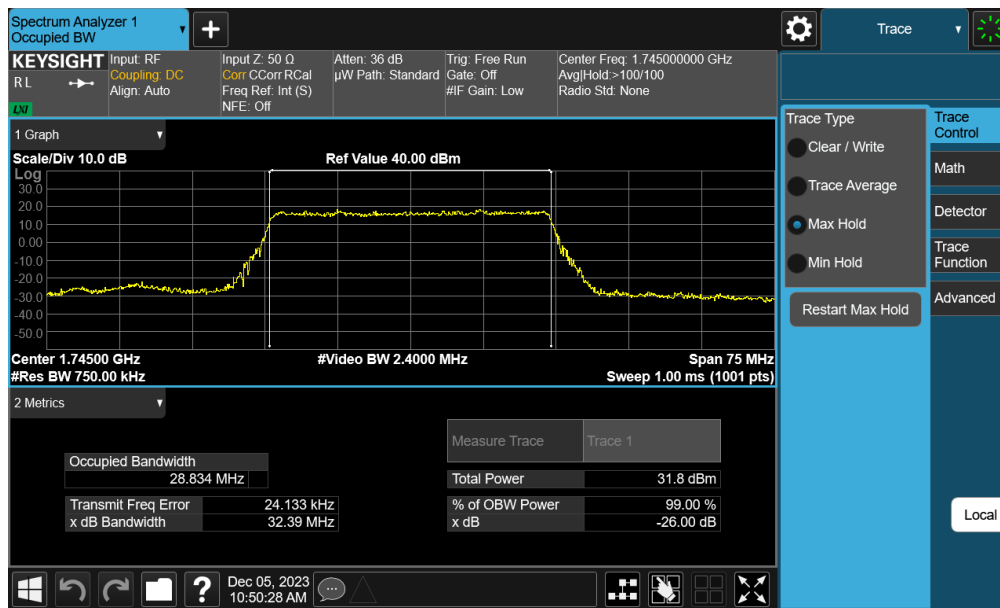 Spectrum Analyzer 1
Occupied BW
Trace
KEYSIGHT
R L
LXI
Input: RF
Coupling: DC
Align: Auto
Input Z: 50 Ω
Corr CCorr RCal
Freq Ref: Int (S)
NFE: Off
Atten: 36 dB
µW Path: Standard
Trig: Free Run
Gate: Off
#IF Gain: Low
Center Freq: 1.745000000 GHz
Avg|Hold:>100/100
Radio Std: None
1 Graph
Scale/Div 10.0 dB
Ref Value 40.00 dBm
Log
30.0
20.0
10.0
0.00
-10.0
-20.0
-30.0
-40.0
-50.0
Center 1.74500 GHz
#Video BW 2.4000 MHz
Span 75 MHz
#Res BW 750.00 kHz
Sweep 1.00 ms (1001 pts)
2 Metrics
Measure Trace
Trace 1
Occupied Bandwidth
28.834 MHz
Total Power
31.8 dBm
Transmit Freq Error
24.133 kHz
% of OBW Power
99.00 %
x dB Bandwidth
32.39 MHz
x dB
-26.00 dB
Trace Type
Clear / Write
Trace Average
Max Hold
Min Hold
Restart Max Hold
Trace
Control
Math
Detector
Trace
Function
Advanced
Local
?
Dec 05, 2023
10:50:28 AM